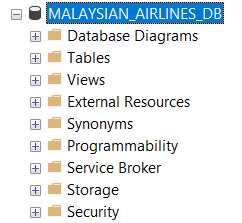 MALAYSIAN_AIRLINES_DB
Database Diagrams
Tables
Views
External Resources
Synonyms
Programmability
Service Broker
Storage
Security